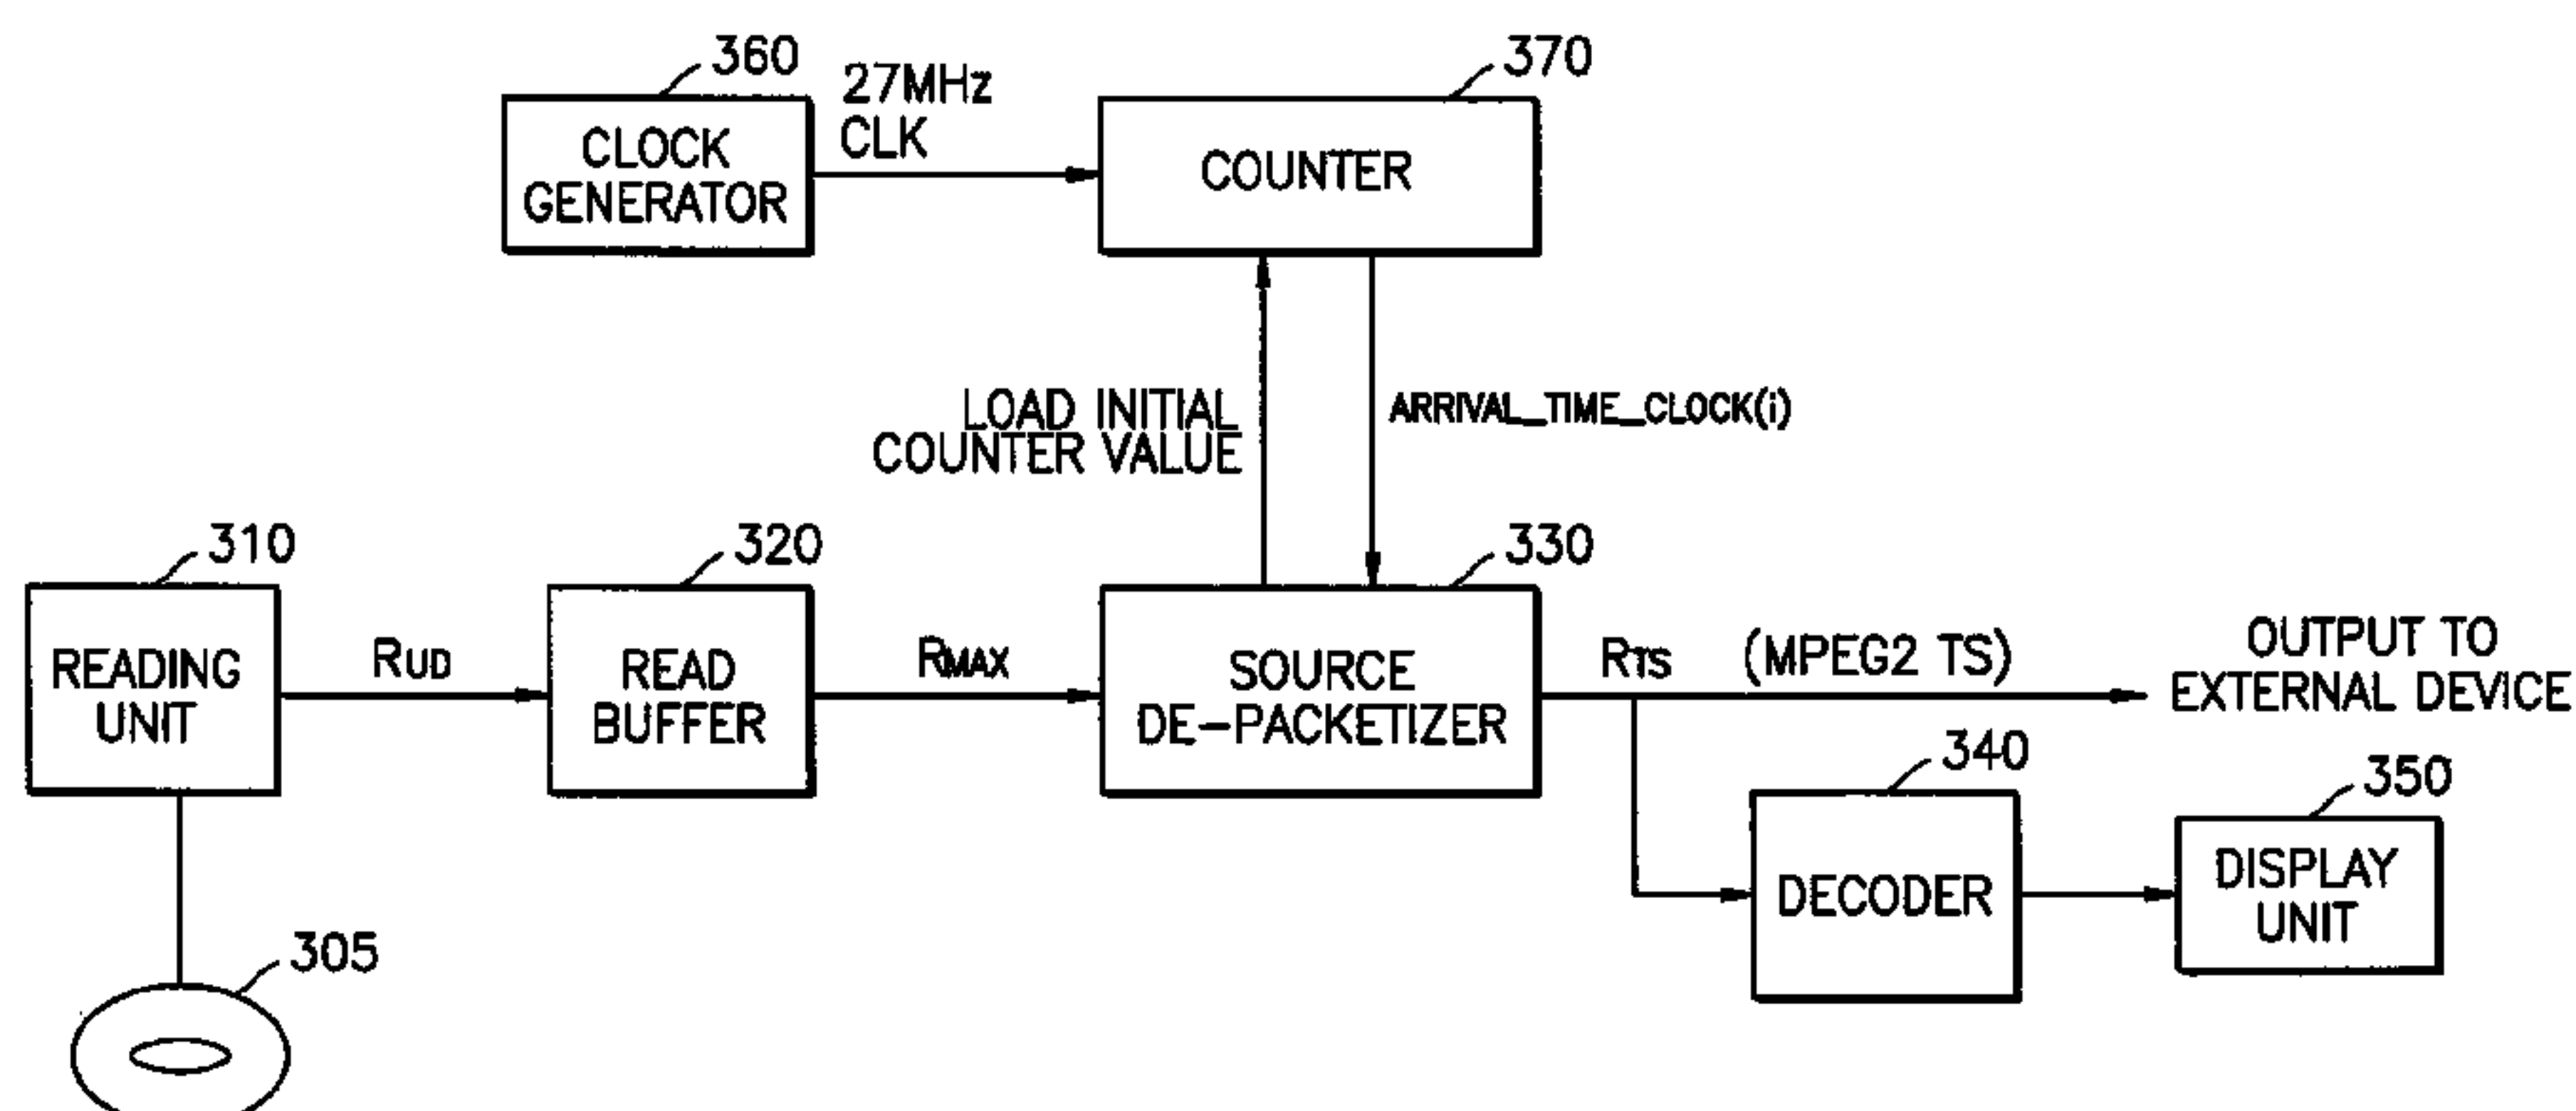 360
27MHz
CLK
370
CLOCK
GENERATOR
COUNTER
LOAD INITIAL
COUNTER VALUE
ARRIVAL_TIME_CLOCK(i)
310
320
330
READING
UNIT
RUD
READ
BUFFER
RMAX
SOURCE
DE-PACKETIZER
RTS (MPEG2 TS)
OUTPUT TO
EXTERNAL DEVICE
340
350
DECODER
DISPLAY
UNIT
305